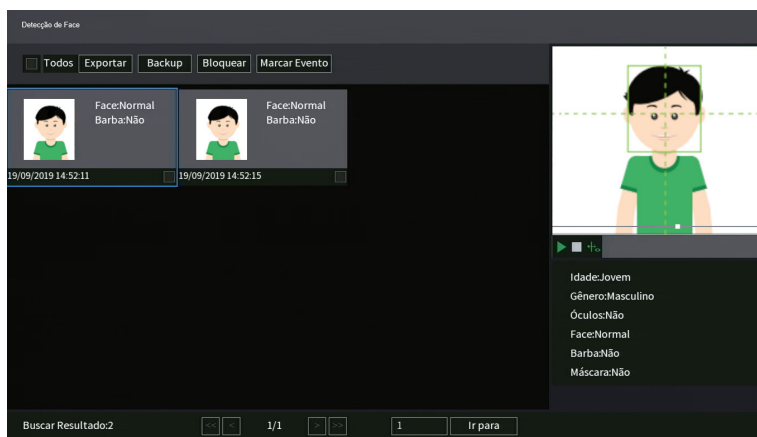 Detecção de Face
Todos Exportar Backup Bloquear Marcar Evento
Face:Normal
Barba:Não
19/09/2019 14:52:11
Face:Normal
Barba:Não
19/09/2019 14:52:15
Idade:Jovem
Gênero:Masculino
Óculos:Não
Face:Normal
Barba:Não
Máscara:Não
Buscar Resultado:2 << < 1/1 > >> 1 Ir para